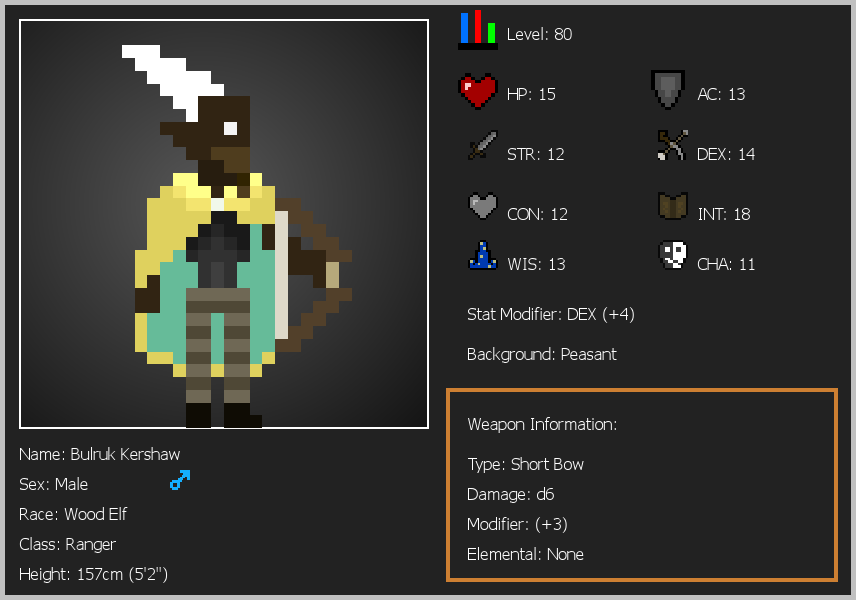 Level: 80
HP: 15
AC: 13
STR: 12
DEX: 14
CON: 12
INT: 18
WIS: 13
CHA: 11
Stat Modifier: DEX (+4)
Background: Peasant
Weapon Information:
Type: Short Bow
Damage: d6
Modifier: (+3)
Elemental: None
Name: Bulruk Kershaw
Sex: Male
Race: Wood Elf
Class: Ranger
Height: 157cm (5'2")